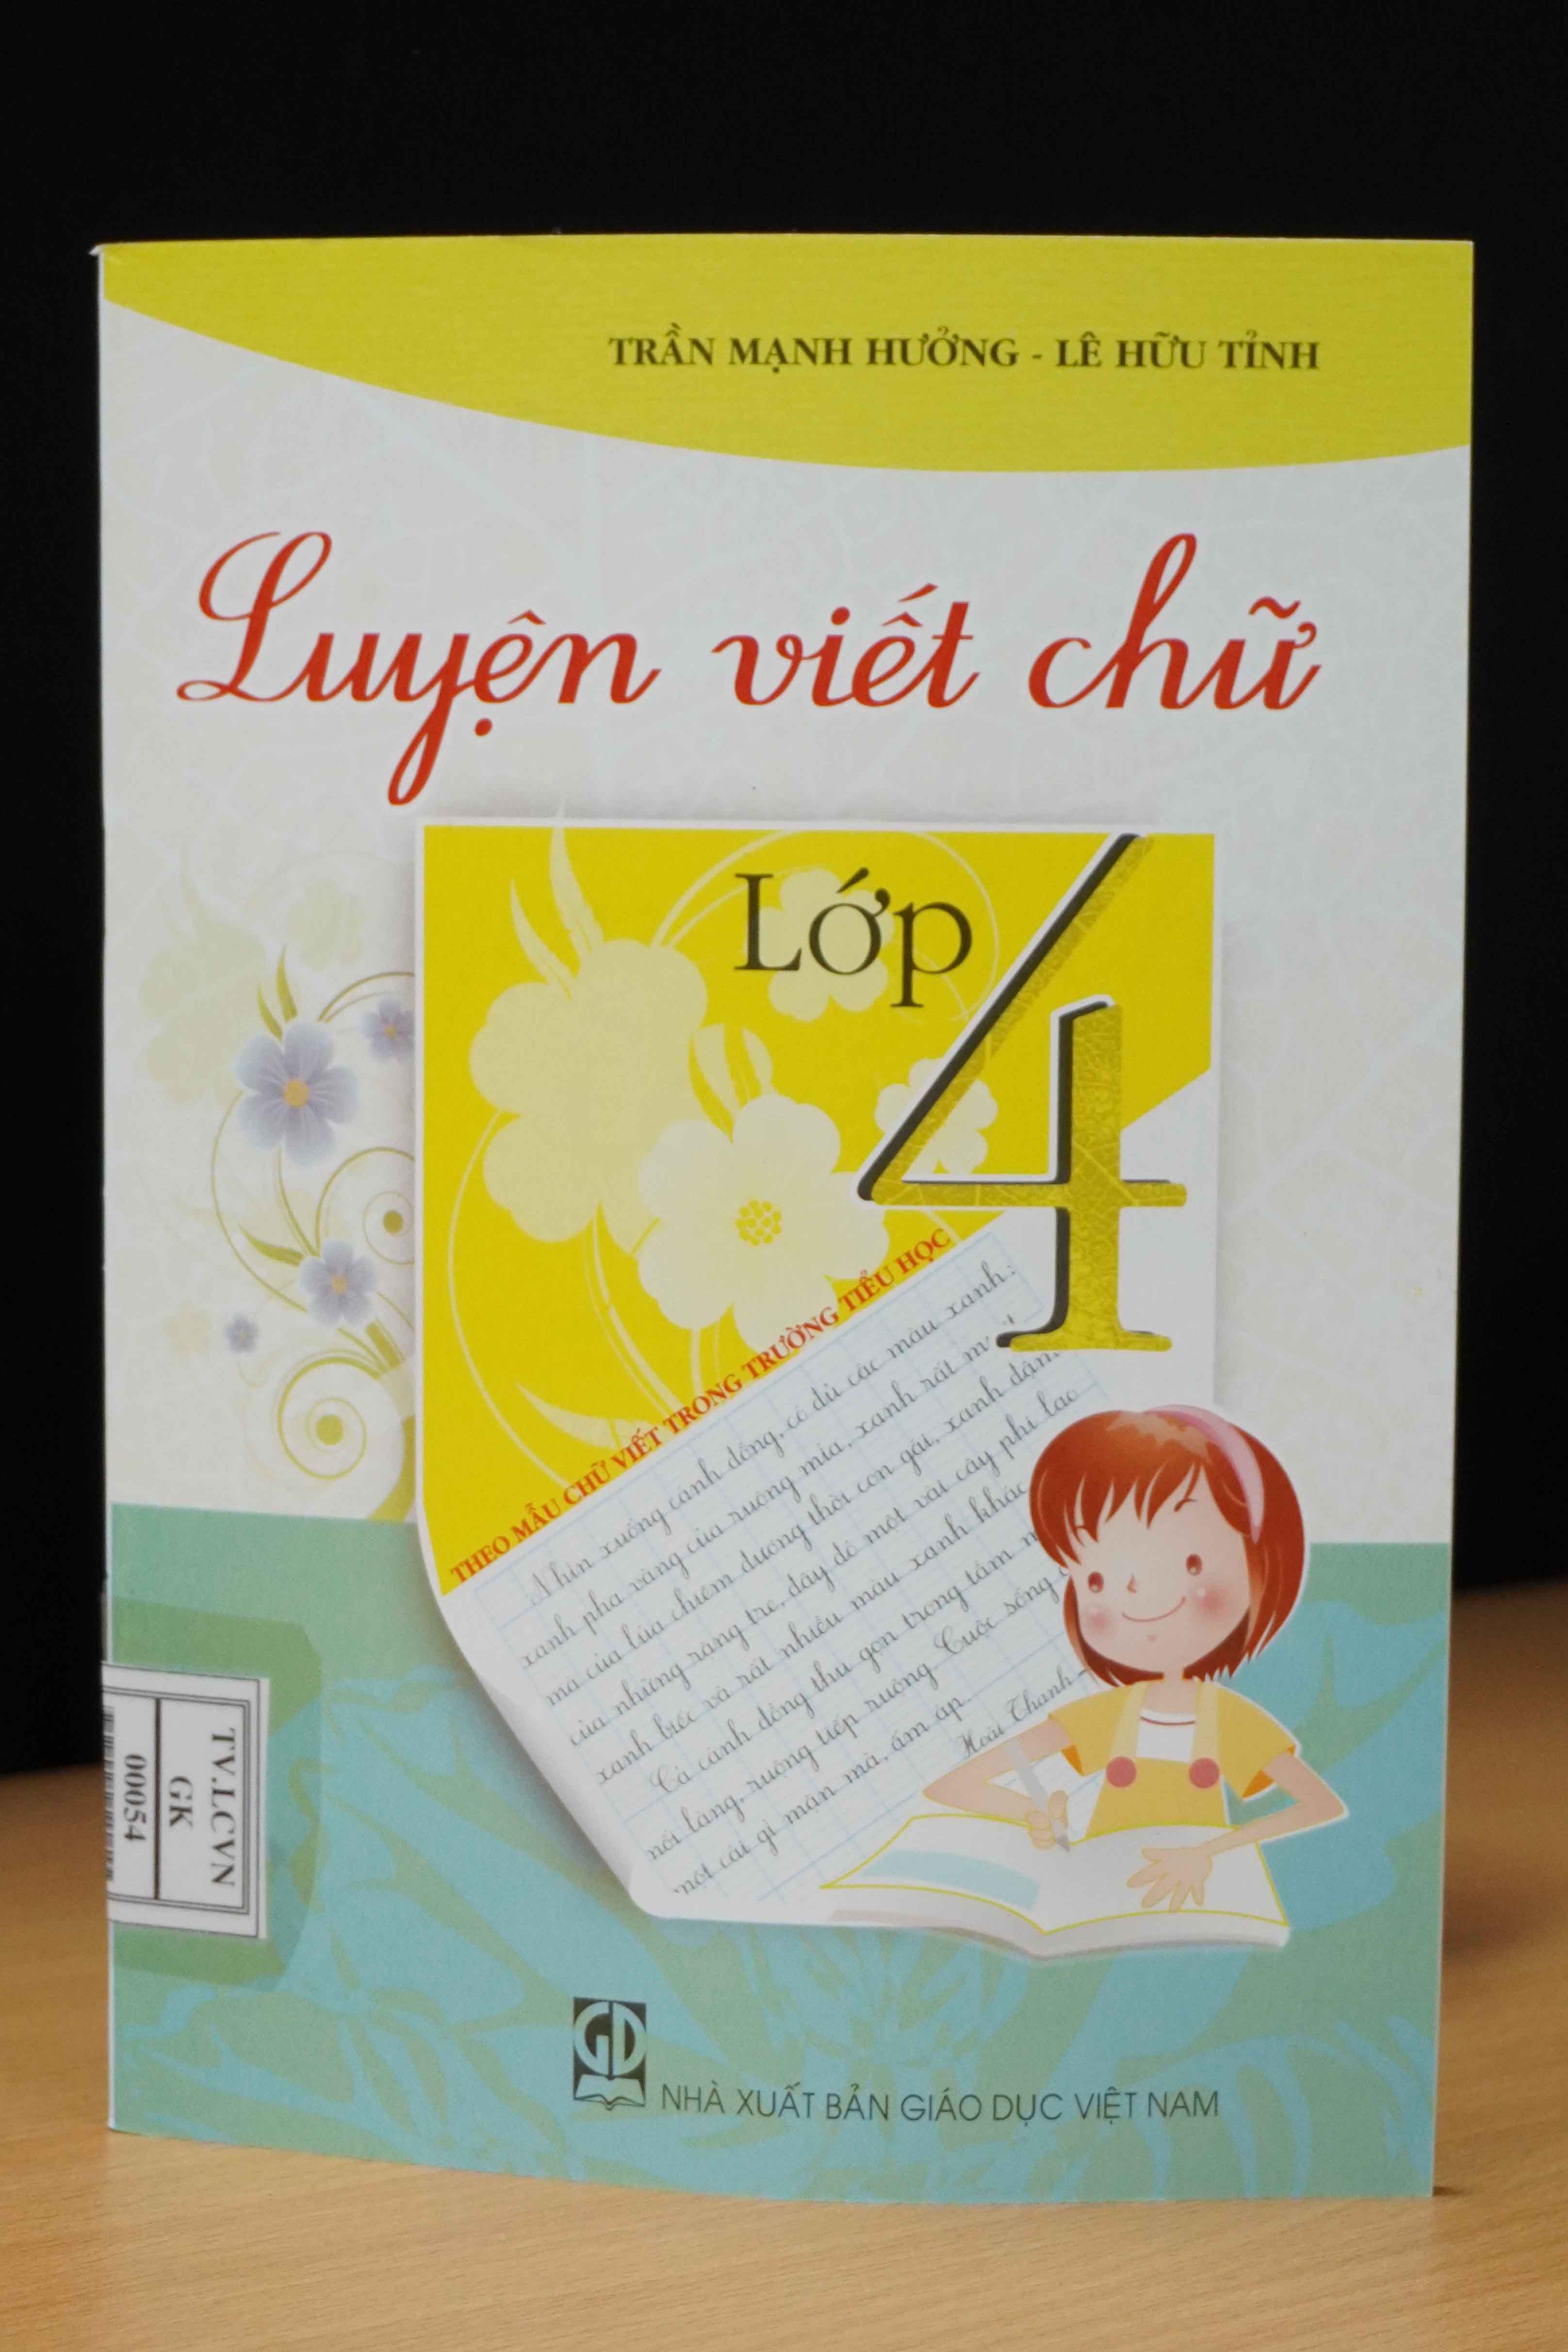 TRẦN MẠNH HƯỞNG - LÊ HỮU TỈNH
Luyện viết chữ
Lớp
4
THEO MẪU CHỮ VIẾT TRONG TRƯỜNG TIỂU HỌC
Nhìn xuống cánh đồng, có đủ các màu xanh:
xanh pha vàng của ruộng mía, xanh rất
mà của lúa chiêm đương thời con gái, xanh đậm
của những rặng tre, đây đó một vài cây phi lao
xanh biếc và rất nhiều màu xanh khác
Cả cánh đồng thu gọn trong tầm
nối làng, ruộng tiếp ruộng. Cuộc sống
một cái gì mặn mà, ấm áp.
Hoài Thanh -
TV.LCVN
GK
00054
GD
NHÀ XUẤT BẢN GIÁO DỤC VIỆT NAM